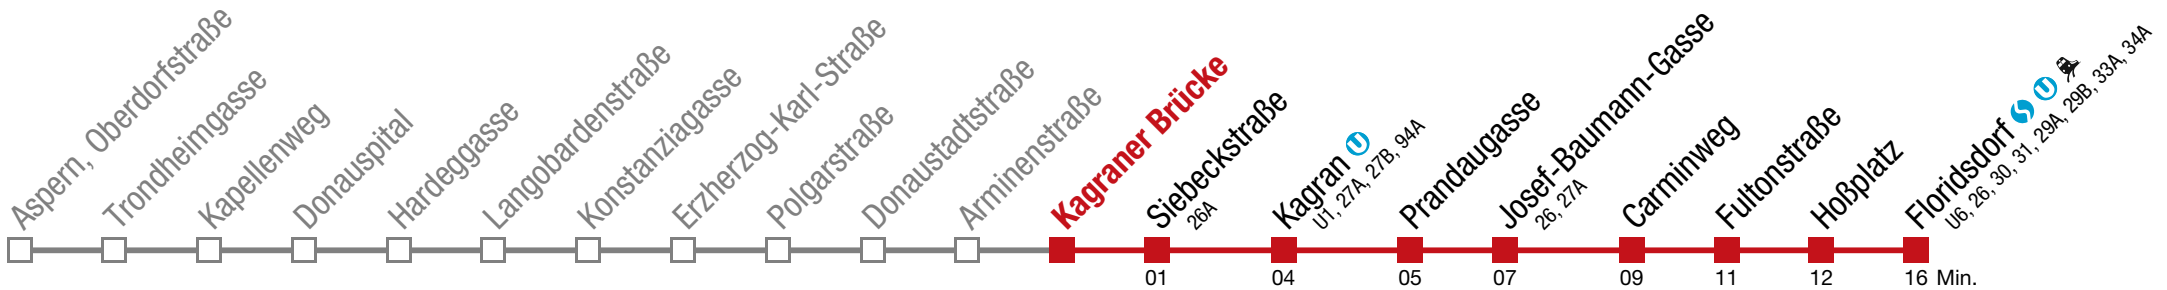 Aspern, Oberdorfstraße
Trondheimgasse
Kapellenweg
Donauspital
Hardeggasse
Langobardenstraße
Konstanziagasse
Erzherzog-Karl-Straße
Polgarstraße
Donaustadtstraße
Arminenstraße
Kagraner Brücke
Siebeckstraße
26A
Kagran U
U1, 27A, 27B, 94A
Prandaugasse
Josef-Baumann-Gasse
26, 27A
Carminweg
Fultonstraße
Hoßplatz
Floridsdorf S U
U6, 26, 30, 31, 29A, 29B, 33A, 34A
01 04 05 07 09 11 12 16 Min.